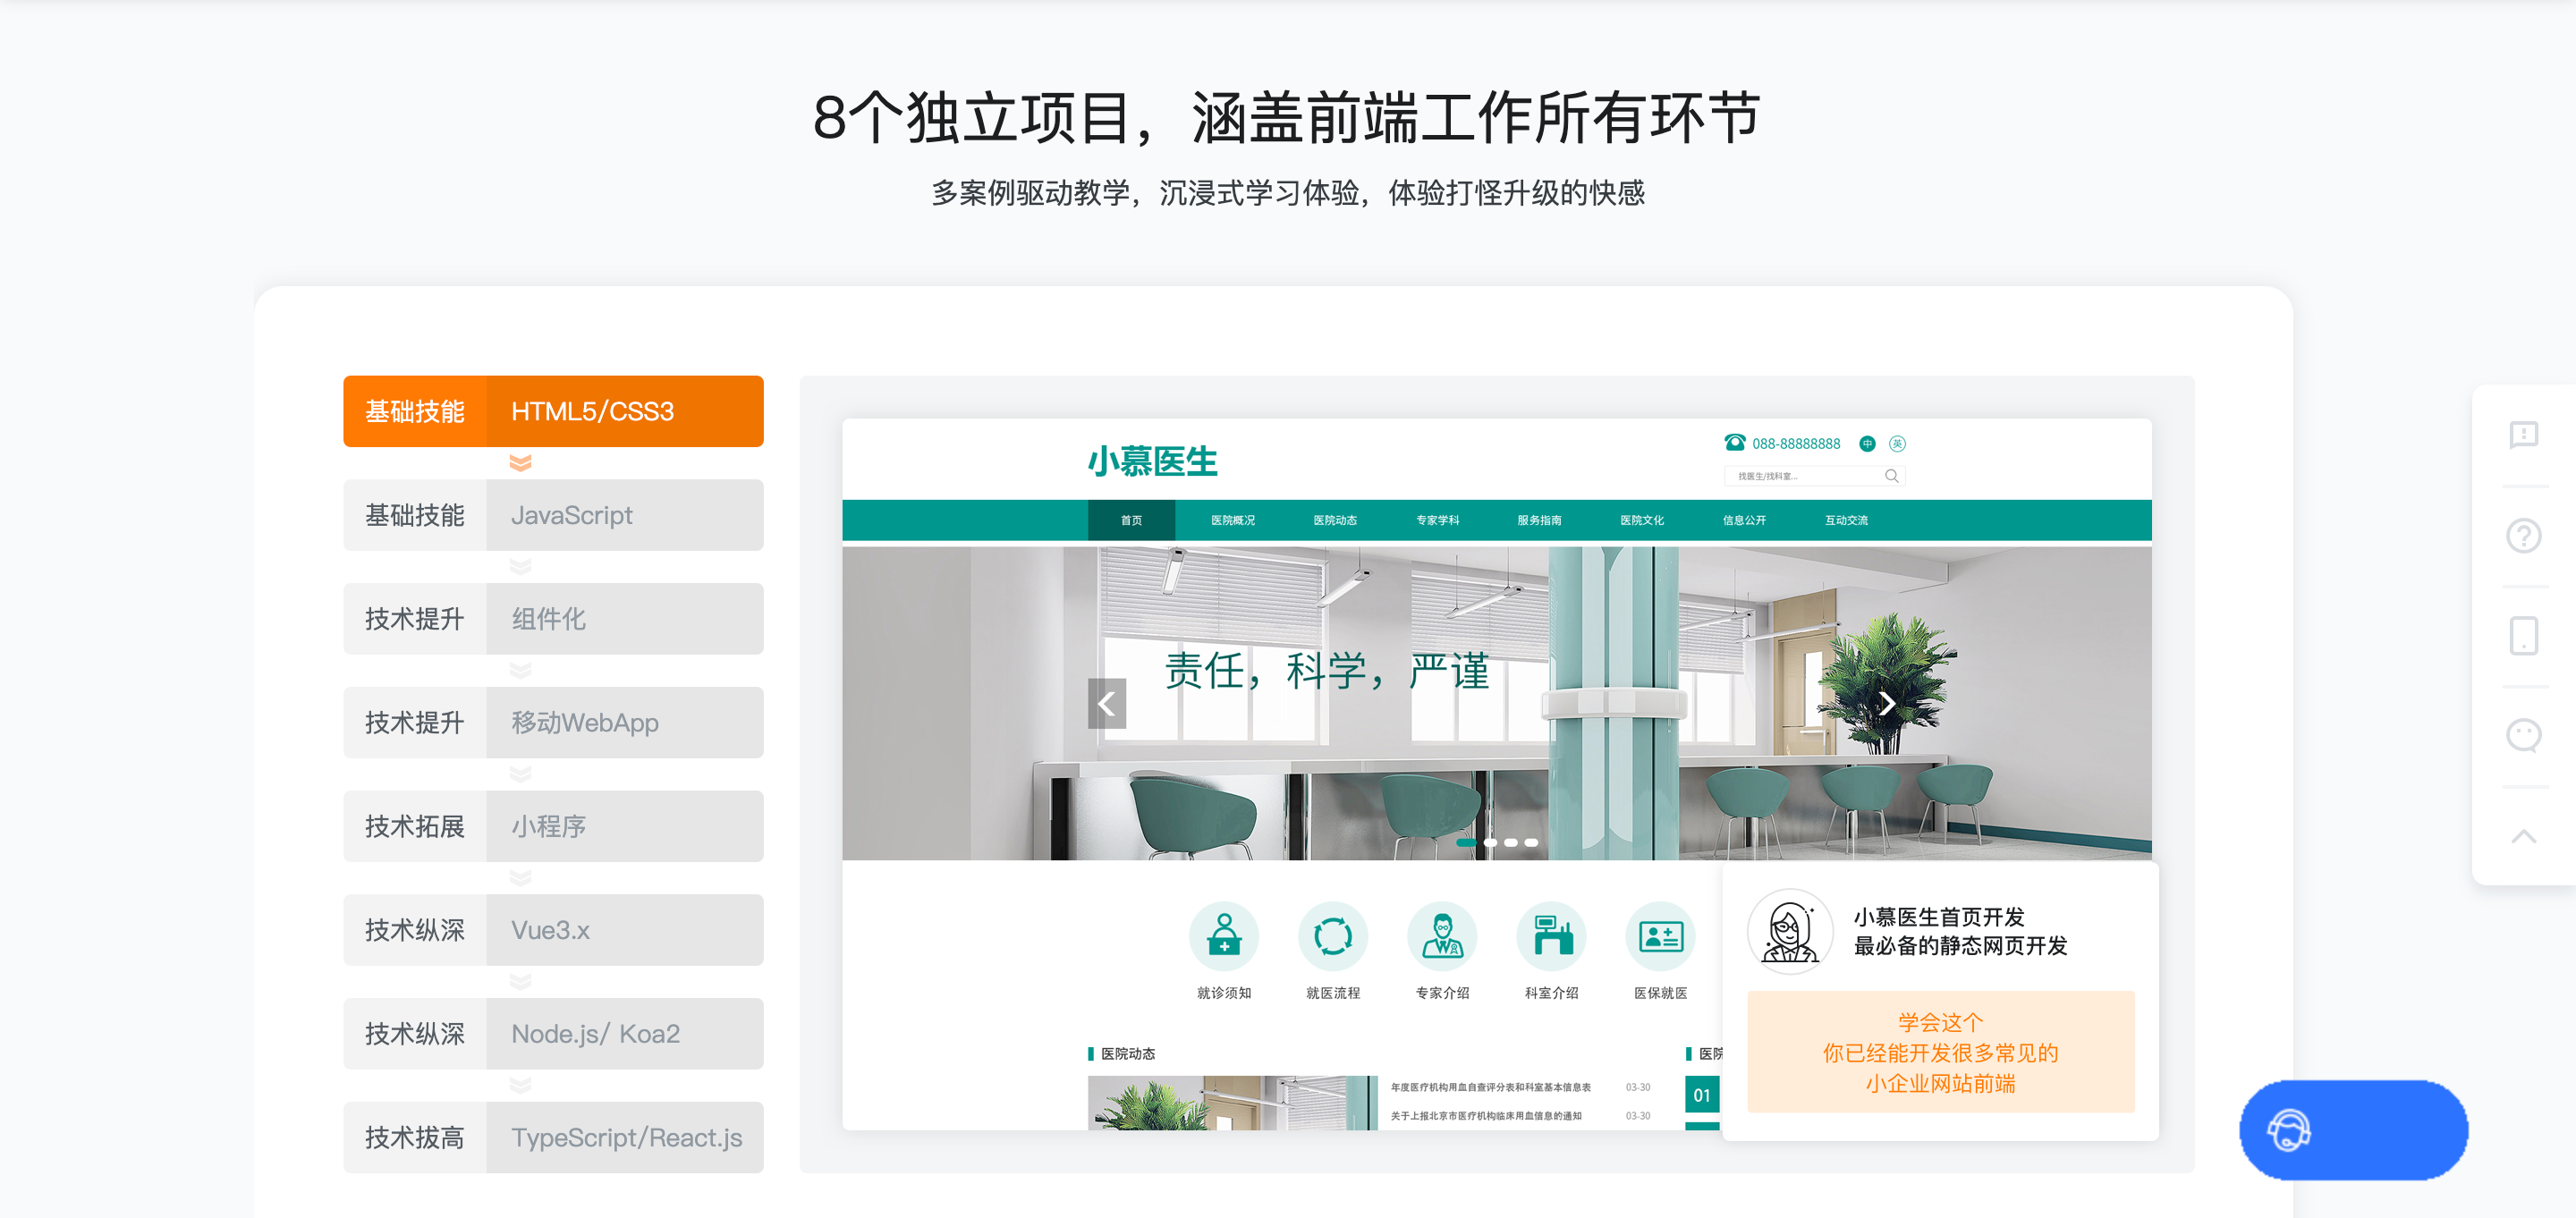 8个独立项目，涵盖前端工作所有环节
多案例驱动教学，沉浸式学习体验，体验打怪升级的快感
基础技能 HTML5/CSS3
基础技能 JavaScript
技术提升 组件化
技术提升 移动WebApp
技术拓展 小程序
技术纵深 Vue3.x
技术纵深 Node.js/ Koa2
技术拔高 TypeScript/React.js
小慕医生
088-88888888 中 英
找医生/找科室...
首页 医院概况 医院动态 专家学科 服务指南 医院文化 信息公开 互动交流
责任，科学，严谨
就诊须知 就医流程 专家介绍 科室介绍 医保就医
医院动态
年度医疗机构用血自查评分表和科室基本信息表 03-30
关于上报北京市医疗机构临床用血信息的通知 03-30
医院
01
小慕医生首页开发
最必备的静态网页开发
学会这个
你已经能开发很多常见的
小企业网站前端